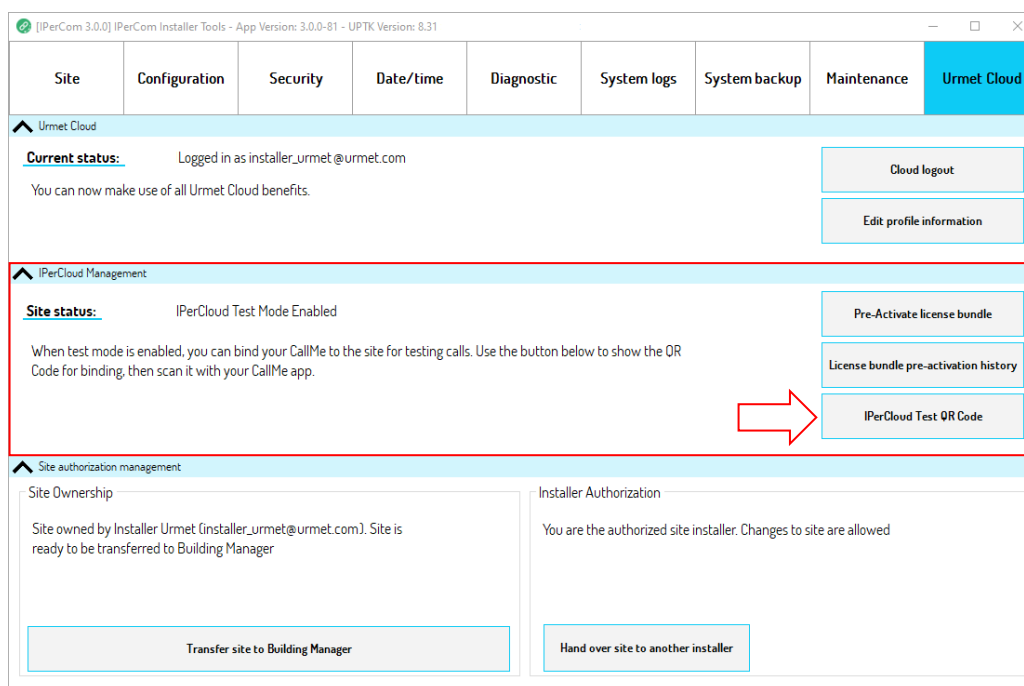 [IPerCom 3.0.0] IPerCom Installer Tools - App Version: 3.0.0-81 - UPTK Version: 8.31
Site
Configuration
Security
Date/time
Diagnostic
System logs
System backup
Maintenance
Urmet Cloud
Urmet Cloud
Current status:
Logged in as installer_urmet@urmet.com
You can now make use of all Urmet Cloud benefits.
Cloud logout
Edit profile information
IPerCloud Management
Site status:
IPerCloud Test Mode Enabled
When test mode is enabled, you can bind your CallMe to the site for testing calls. Use the button below to show the QR
Code for binding, then scan it with your CallMe app.
Pre-Activate license bundle
License bundle pre-activation history
IPerCloud Test QR Code
Site authorization management
Site Ownership
Site owned by Installer Urmet (installer_urmet@urmet.com). Site is
ready to be transferred to Building Manager
Transfer site to Building Manager
Installer Authorization
You are the authorized site installer. Changes to site are allowed
Hand over site to another installer